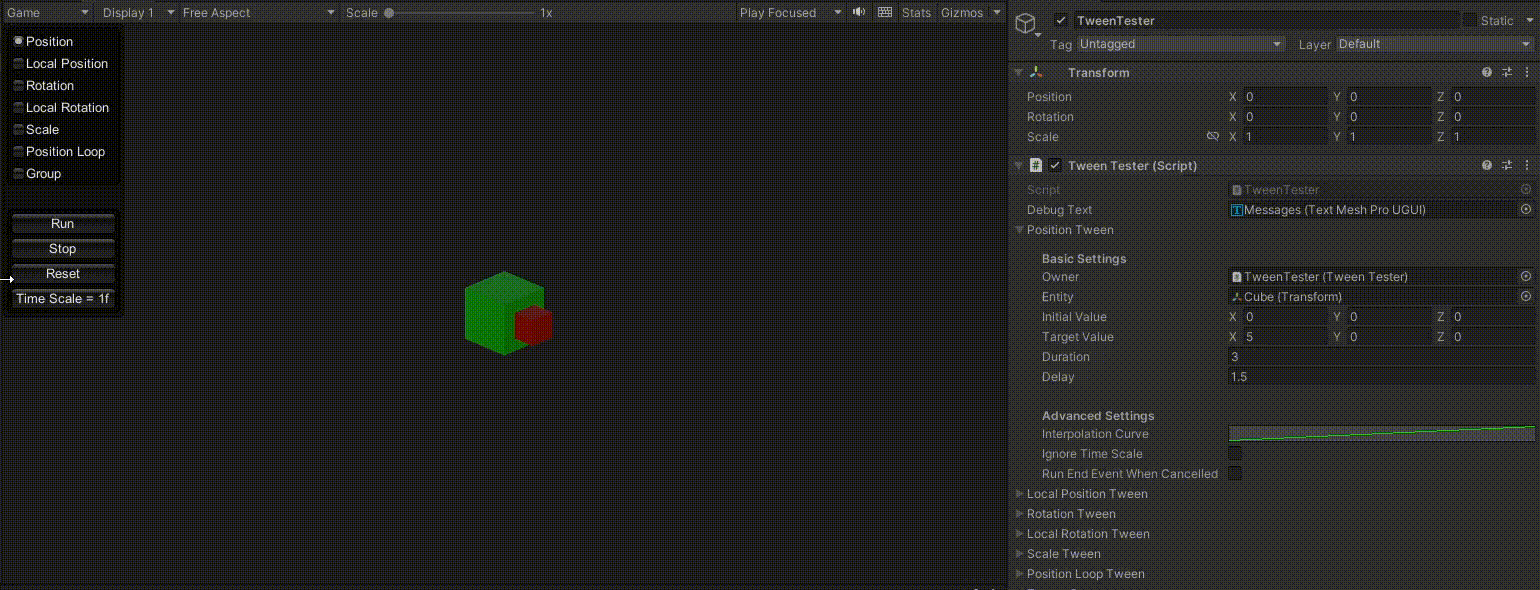 Game Display 1 Free Aspect Scale 1x Play Focused Stats Gizmos
Position
Local Position
Rotation
Local Rotation
Scale
Position Loop
Group
Run
Stop
Reset
Time Scale = 1f
TweenTester Static
Tag Untagged Layer Default
Transform
Position X 0 Y 0 Z 0
Rotation X 0 Y 0 Z 0
Scale X 1 Y 1 Z 1
# Tween Tester (Script)
Script TweenTester
Debug Text Messages (Text Mesh Pro UGUI)
Position Tween
Basic Settings
Owner TweenTester (Tween Tester)
Entity Cube (Transform)
Initial Value X 0 Y 0 Z 0
Target Value X 5 Y 0 Z 0
Duration 3
Delay 1.5
Advanced Settings
Interpolation Curve
Ignore Time Scale
Run End Event When Cancelled
Local Position Tween
Rotation Tween
Local Rotation Tween
Scale Tween
Position Loop Tween